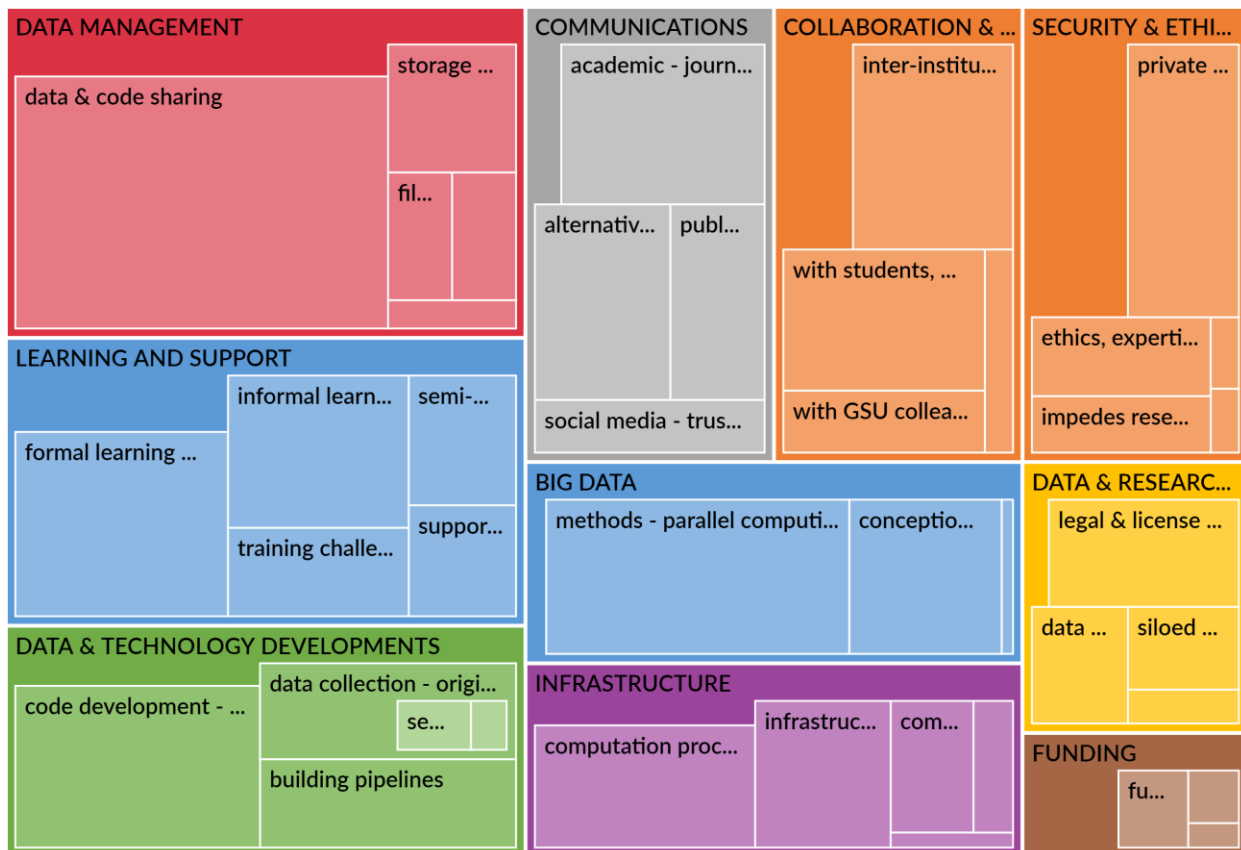 DATA MANAGEMENT
storage ...
data & code sharing
fil...
LEARNING AND SUPPORT
informal learn...
semi-...
formal learning ...
training challe...
suppor...
DATA & TECHNOLOGY DEVELOPMENTS
data collection - origi...
code development - ...
se...
building pipelines
COMMUNICATIONS
academic - journ...
alternativ...
publ...
social media - trus...
COLLABORATION & ...
inter-institu...
with students, ...
with GSU collea...
SECURITY & ETHI...
private ...
ethics, experti...
impedes rese...
BIG DATA
methods - parallel computi...
conceptio...
INFRASTRUCTURE
infrastruc...
com...
computation proc...
DATA & RESEARC...
legal & license ...
data ...
siloed ...
FUNDING
fu...